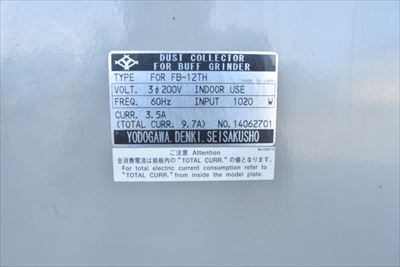 DUST COLLECTOR
FOR BUFF GRINDER
TYPE FOR FB-12TH
MADE IN JAPAN
VOLT. 3φ200V INDOOR USE
FREQ. 60Hz INPUT 1020 W
CURR. 3.5A
(TOTAL CURR. 9.7A) NO.14062701
YODOGAWA.DENKI.SEISAKUSHO
ご注意 Attention
全消費電流は銘板内の "TOTAL CURR." の値となります。
For total electric current consumption refer to
"TOTAL CURR." from inside the model plate.